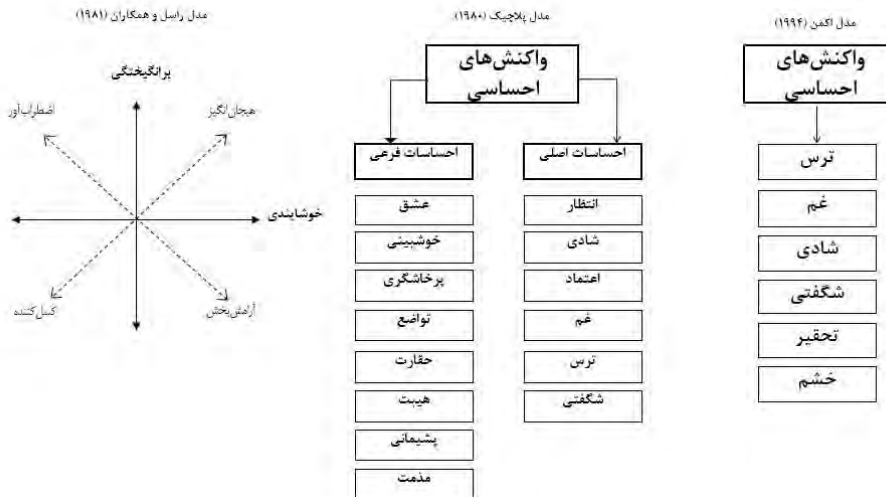 مدل اکمن (۱۹۹۴)
واکنش‌های
احساسی
ترس
غم
شادی
شگفتی
تحقیر
خشم
مدل پلاچیک (۱۹۸۰)
واکنش‌های
احساسی
احساسات اصلی
انتظار
شادی
اعتماد
غم
ترس
شگفتی
احساسات فرعی
عشق
خوشبینی
پرخاشگری
تواضع
حقارت
هیبت
پشیمانی
مذمت
مدل راسل و همکاران (۱۹۸۱)
برانگیختگی
هیجان‌انگیز
اضطراب‌آور
خوشایندی
آرامش‌بخش
کسل‌کننده